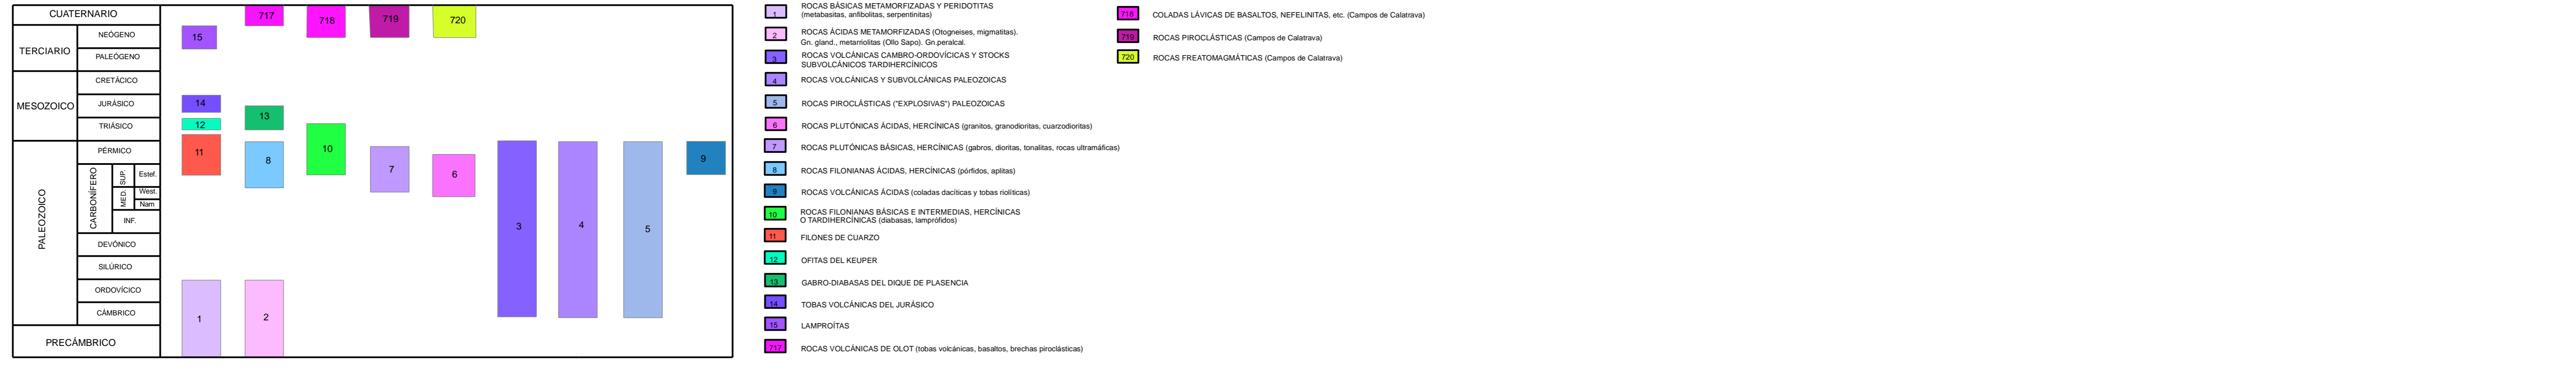 CUATERNARIO
TERCIARIO
NEÓGENO
PALEÓGENO
MESOZOICO
CRETÁCICO
JURÁSICO
TRIÁSICO
PALEOZOICO
PÉRMICO
CARBONÍFERO
SUP.
Estef.
MED.
West.
Nam
INF.
DEVÓNICO
SILÚRICO
ORDOVÍCICO
CÁMBRICO
PRECÁMBRICO
717
718
719
720
15
14
13
12
11
8
10
7
6
9
3
4
5
1
2
1
ROCAS BÁSICAS METAMORFIZADAS Y PERIDOTITAS
(metabasitas, anfibolitas, serpentinitas)
2
ROCAS ÁCIDAS METAMORFIZADAS (Otogneises, migmatitas).
Gn. gland., metarriolitas (Ollo Sapo). Gn.peralcal.
3
ROCAS VOLCÁNICAS CAMBRO-ORDOVÍCICAS Y STOCKS
SUBVOLCÁNICOS TARDIHERCÍNICOS
4
ROCAS VOLCÁNICAS Y SUBVOLCÁNICAS PALEOZOICAS
5
ROCAS PIROCLÁSTICAS ("EXPLOSIVAS") PALEOZOICAS
6
ROCAS PLUTÓNICAS ÁCIDAS, HERCÍNICAS (granitos, granodioritas, cuarzodioritas)
7
ROCAS PLUTÓNICAS BÁSICAS, HERCÍNICAS (gabros, dioritas, tonalitas, rocas ultramáficas)
8
ROCAS FILONIANAS ÁCIDAS, HERCÍNICAS (pórfidos, aplitas)
9
ROCAS VOLCÁNICAS ÁCIDAS (coladas dacíticas y tobas riolíticas)
10
ROCAS FILONIANAS BÁSICAS E INTERMEDIAS, HERCÍNICAS
O TARDIHERCÍNICAS (diabasas, lamprófidos)
11
FILONES DE CUARZO
12
OFITAS DEL KEUPER
13
GABRO-DIABASAS DEL DIQUE DE PLASENCIA
14
TOBAS VOLCÁNICAS DEL JURÁSICO
15
LAMPROÍTAS
717
ROCAS VOLCÁNICAS DE OLOT (tobas volcánicas, basaltos, brechas piroclásticas)
718
COLADAS LÁVICAS DE BASALTOS, NEFELINITAS, etc. (Campos de Calatrava)
719
ROCAS PIROCLÁSTICAS (Campos de Calatrava)
720
ROCAS FREATOMAGMÁTICAS (Campos de Calatrava)